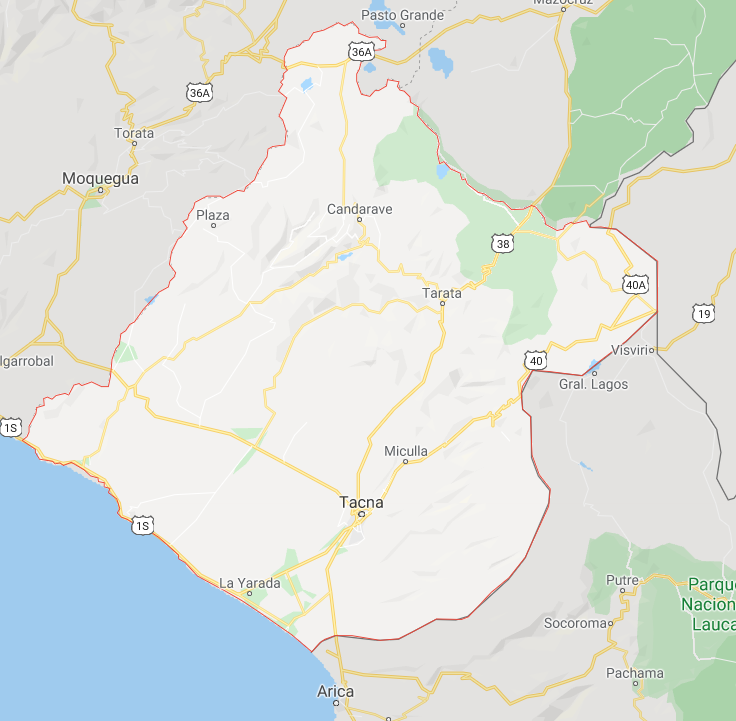 Mazocruz
Pasto Grande
36A
36A
Torata
Moquegua
Plaza
Candarave
38
40A
Tarata
19
Visviri
lgarrobal
40
Gral. Lagos
1S
Miculla
Tacna
1S
La Yarada
Putre
Parqu
Nacion
Lauca
Socoroma
Pachama
Arica